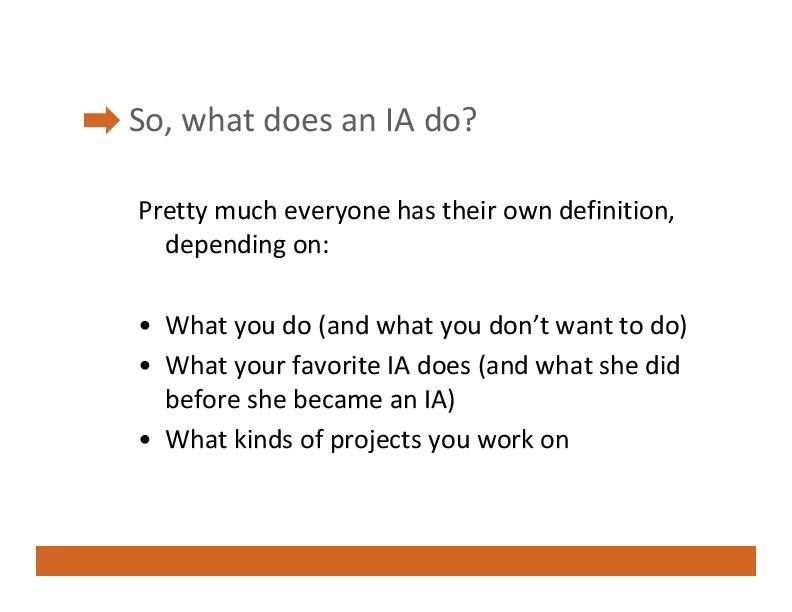 So, what does an IA do?
Pretty much everyone has their own definition,
depending on:
• What you do (and what you don’t want to do)
• What your favorite IA does (and what she did
before she became an IA)
• What kinds of projects you work on